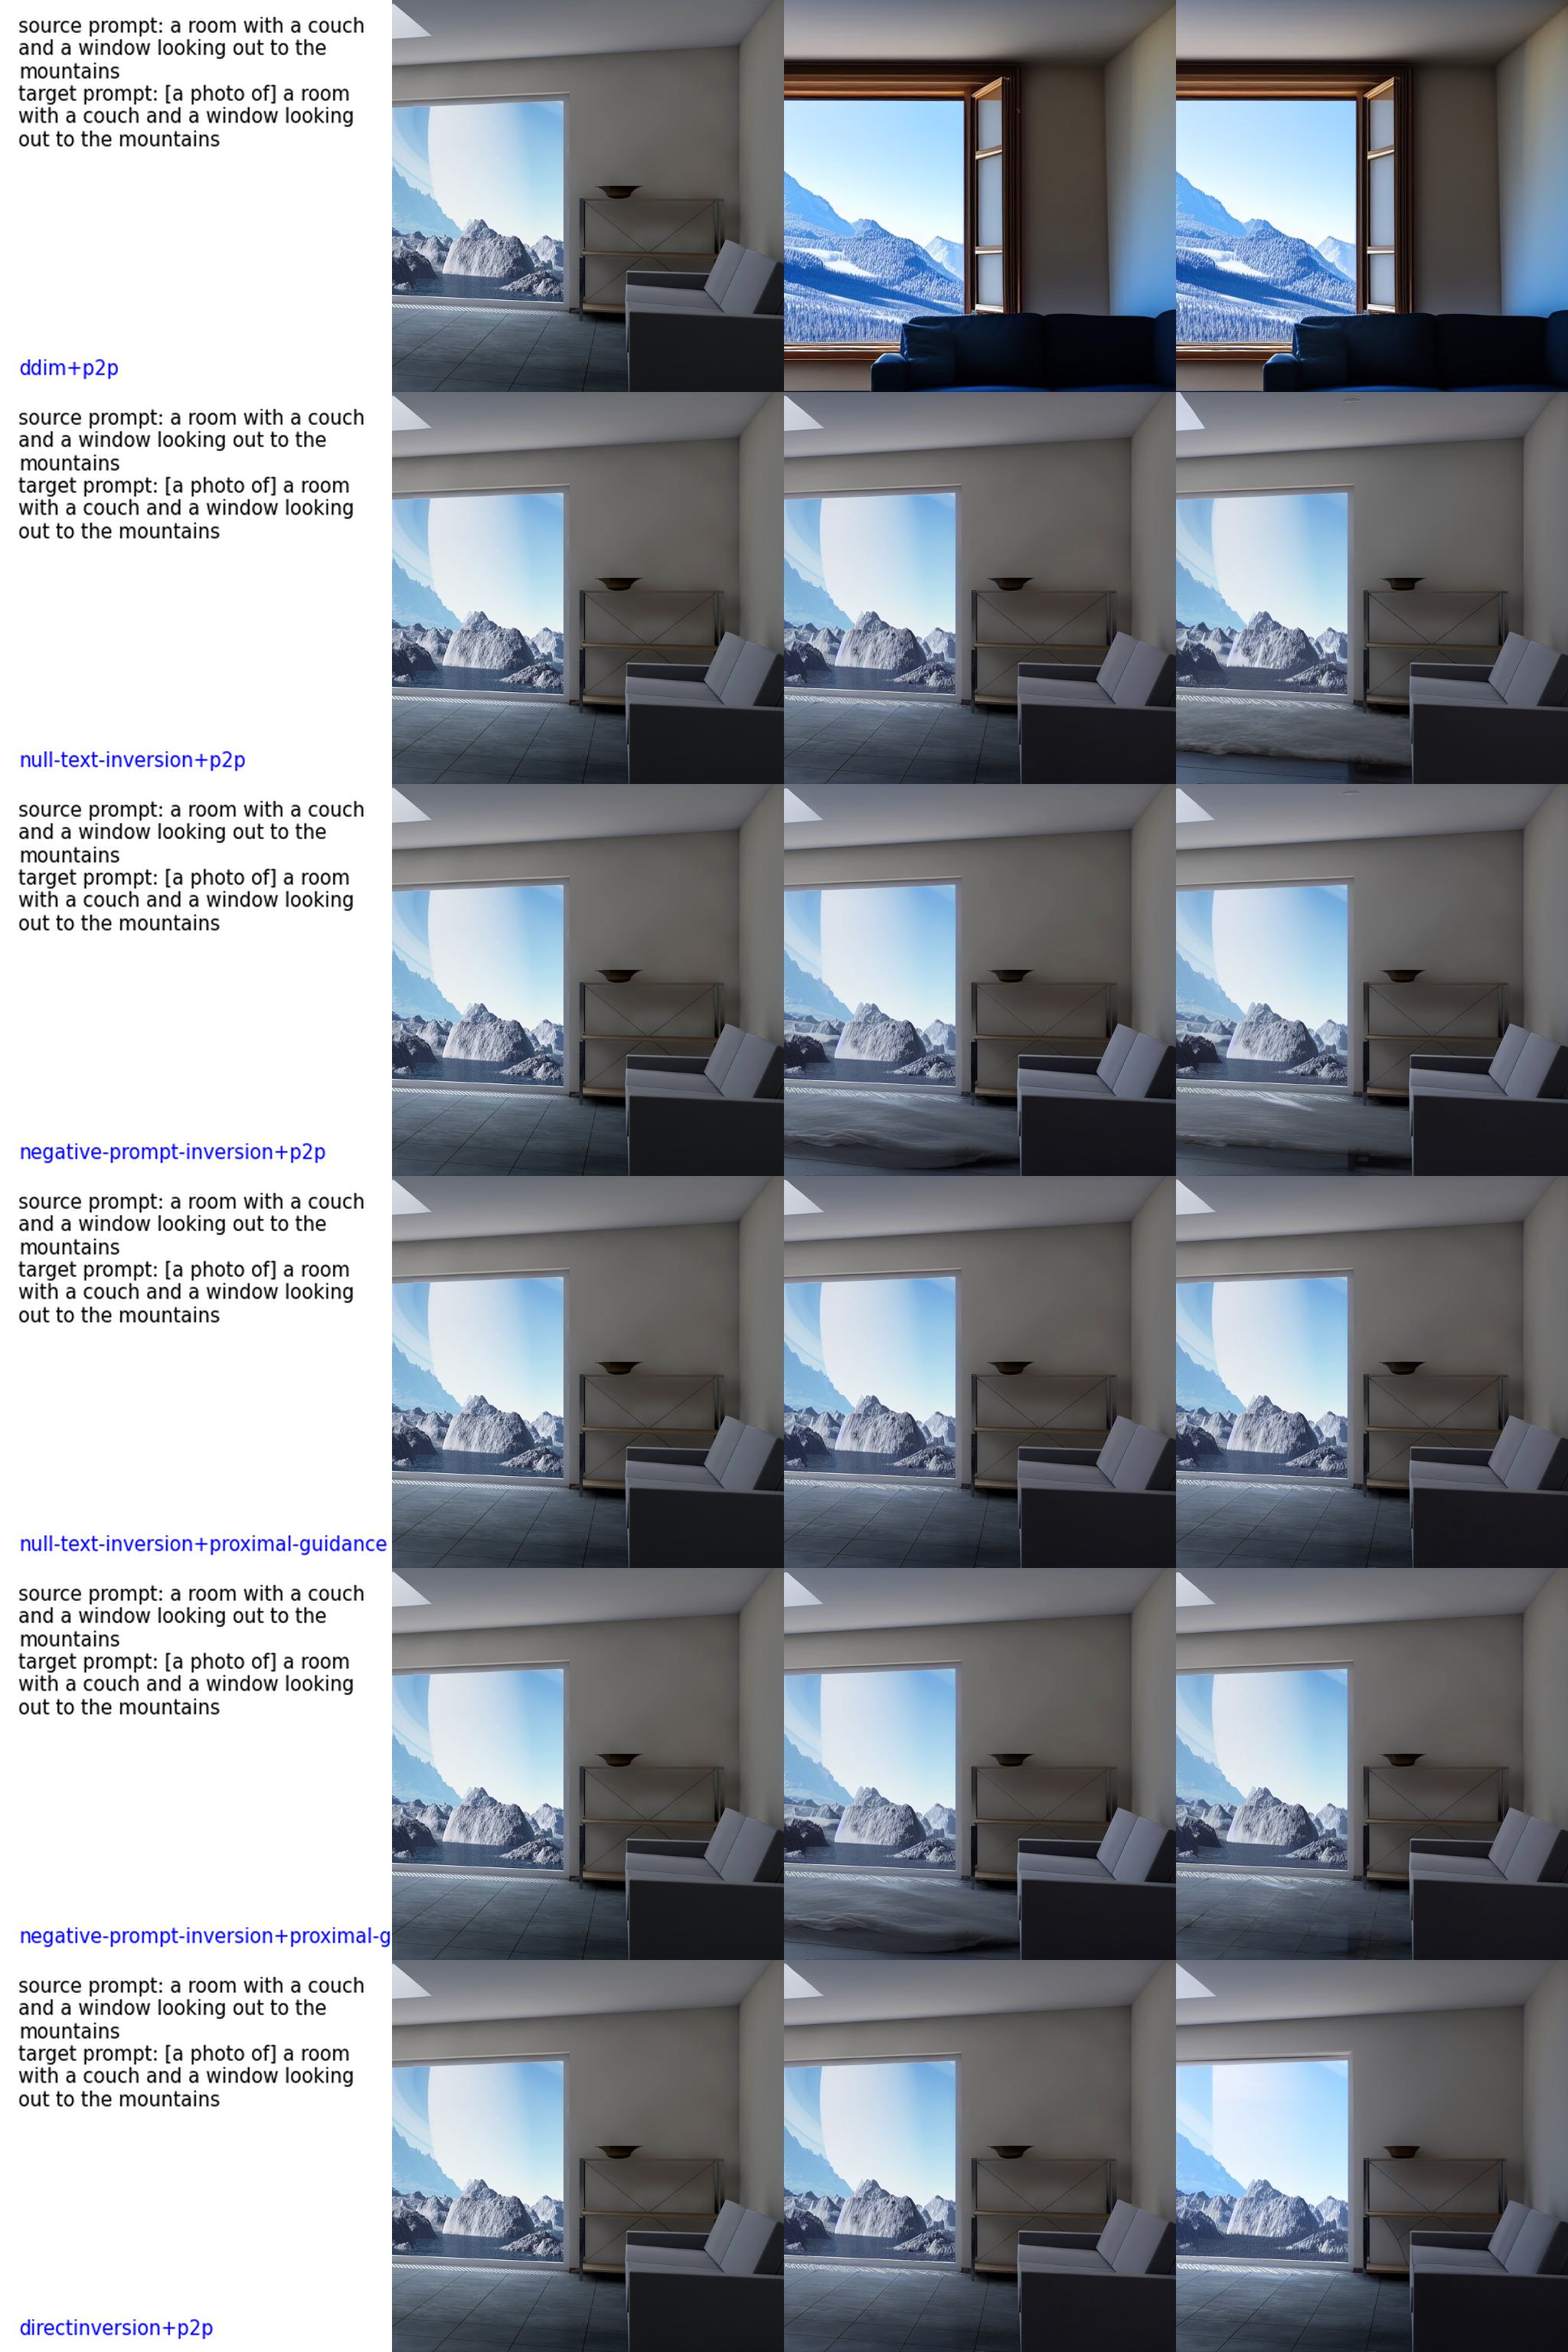 source prompt: a room with a couch
and a window looking out to the
mountains
target prompt: [a photo of] a room
with a couch and a window looking
out to the mountains
ddim+p2p
source prompt: a room with a couch
and a window looking out to the
mountains
target prompt: [a photo of] a room
with a couch and a window looking
out to the mountains
null-text-inversion+p2p
source prompt: a room with a couch
and a window looking out to the
mountains
target prompt: [a photo of] a room
with a couch and a window looking
out to the mountains
negative-prompt-inversion+p2p
source prompt: a room with a couch
and a window looking out to the
mountains
target prompt: [a photo of] a room
with a couch and a window looking
out to the mountains
null-text-inversion+proximal-guidance
source prompt: a room with a couch
and a window looking out to the
mountains
target prompt: [a photo of] a room
with a couch and a window looking
out to the mountains
negative-prompt-inversion+proximal-g
source prompt: a room with a couch
and a window looking out to the
mountains
target prompt: [a photo of] a room
with a couch and a window looking
out to the mountains
directinversion+p2p